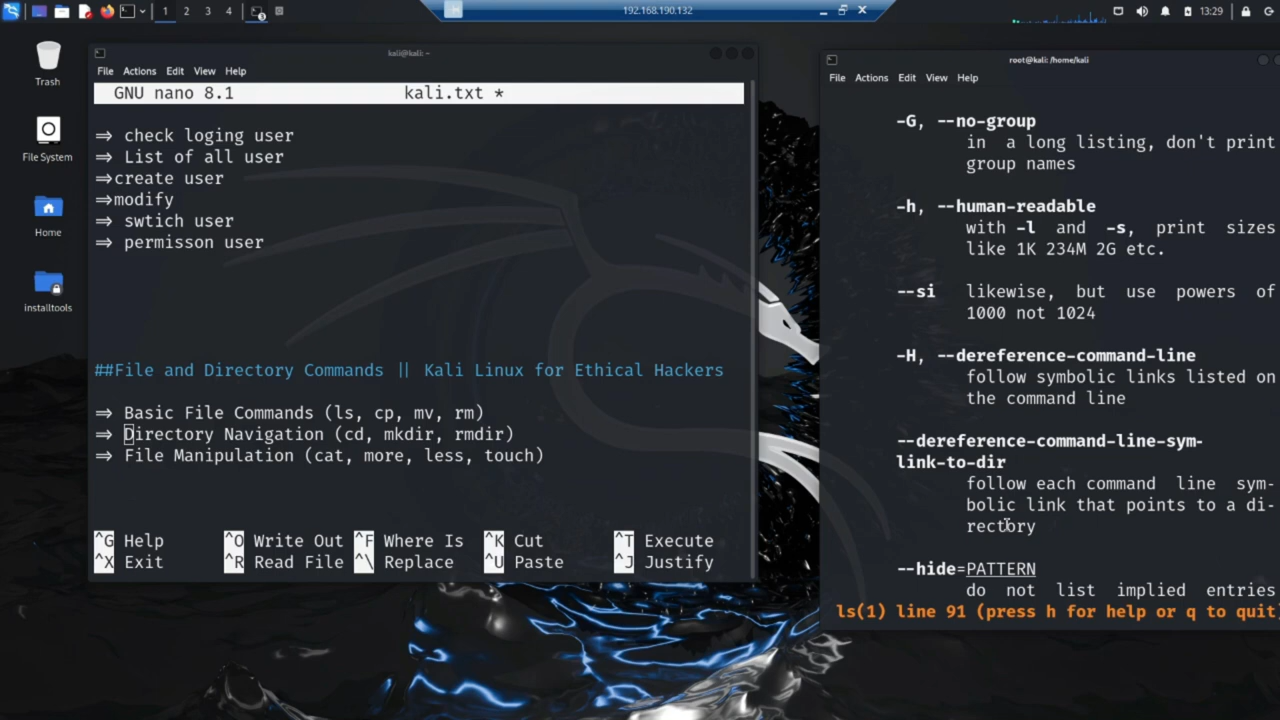 1 2 3 4
192.168.190.132
13:29
Trash
File System
Home
installtools
kali@kali: ~
File Actions Edit View Help
GNU nano 8.1 kali.txt *
⇒ check loging user
⇒ List of all user
⇒create user
⇒modify
⇒ swtich user
⇒ permisson user
##File and Directory Commands || Kali Linux for Ethical Hackers
⇒ Basic File Commands (ls, cp, mv, rm)
⇒ Directory Navigation (cd, mkdir, rmdir)
⇒ File Manipulation (cat, more, less, touch)
^G Help ^O Write Out ^F Where Is ^K Cut ^T Execute
^X Exit ^R Read File ^\ Replace ^U Paste ^J Justify
root@kali: /home/kali
File Actions Edit View Help
-G, --no-group
in a long listing, don't print
group names
-h, --human-readable
with -l and -s, print sizes
like 1K 234M 2G etc.
--si likewise, but use powers of
1000 not 1024
-H, --dereference-command-line
follow symbolic links listed on
the command line
--dereference-command-line-sym-
link-to-dir
follow each command line sym-
bolic link that points to a di-
rectory
--hide=PATTERN
do not list implied entries
ls(1) line 91 (press h for help or q to quit